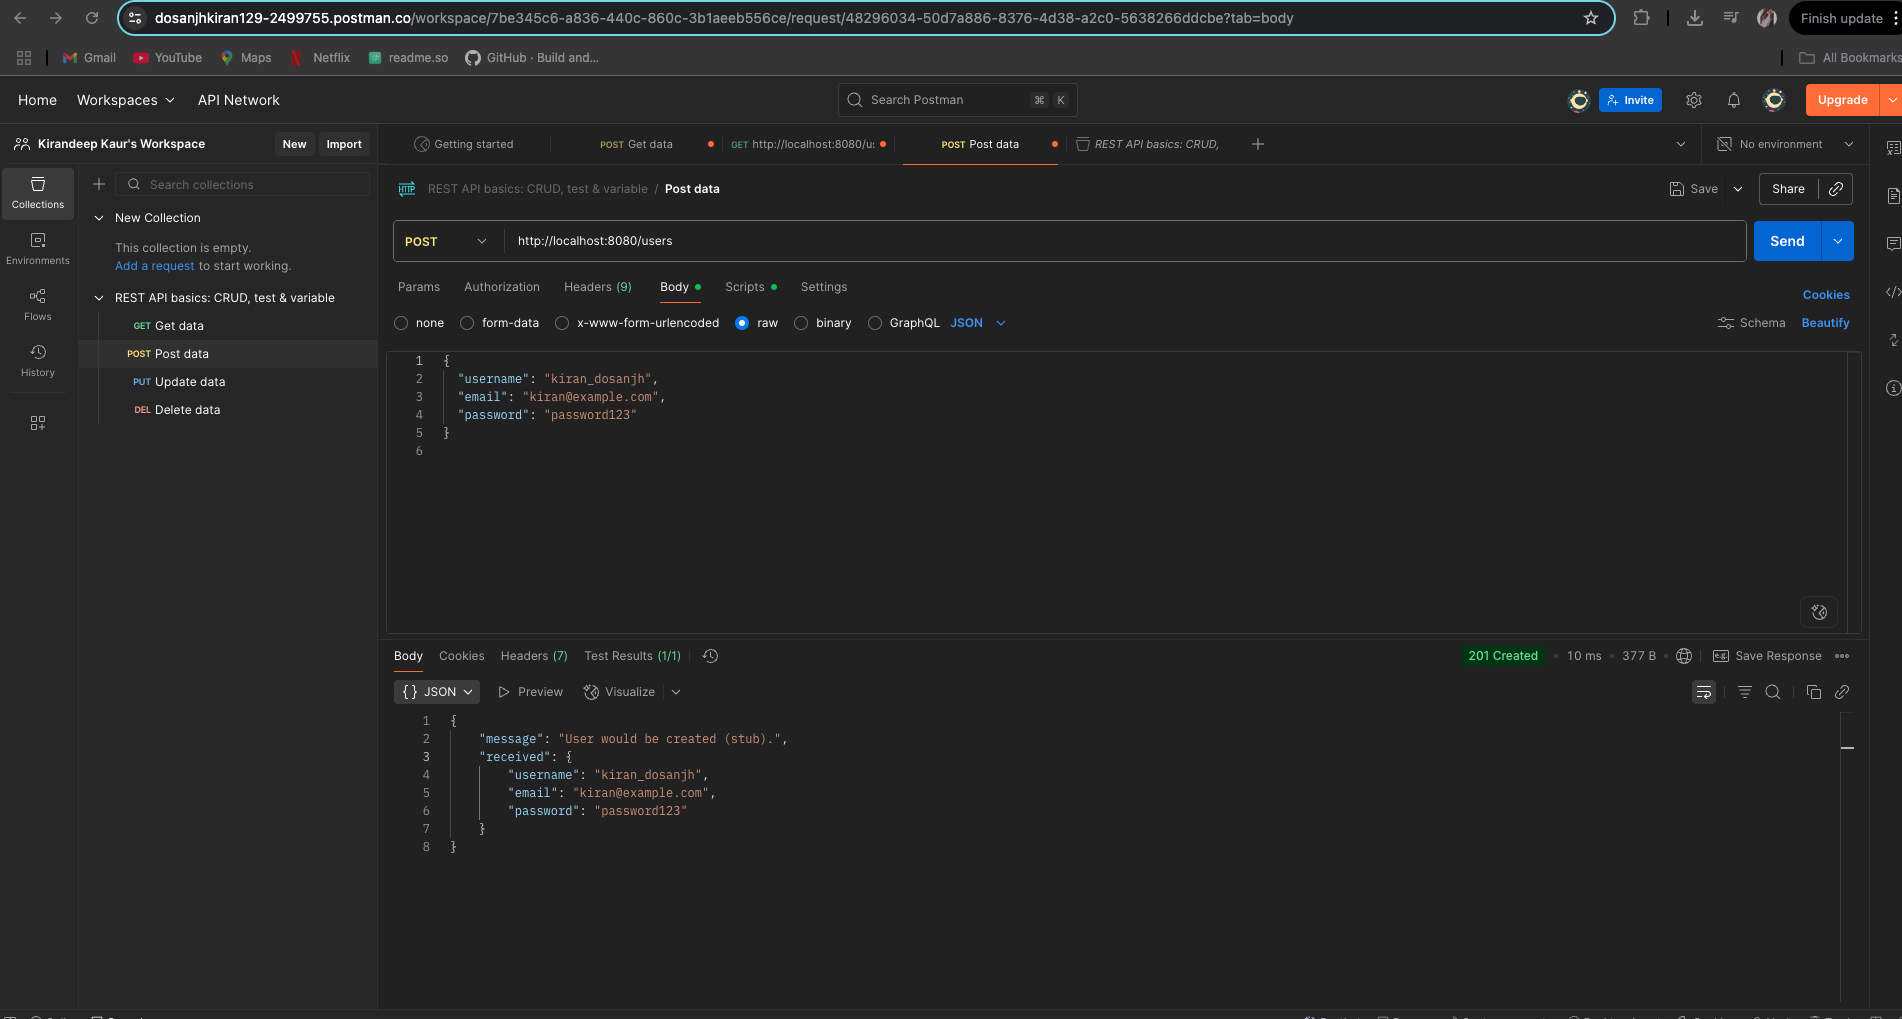 dosanjhkiran129-2499755.postman.co/workspace/7be345c6-a836-440c-860c-3b1aeeb556ce/request/48296034-50d7a886-8376-4d38-a2c0-5638266ddcbe?tab=body
Finish update
Gmail YouTube Maps Netflix readme.so GitHub · Build and... All Bookmarks
Home Workspaces API Network Search Postman ⌘ K Invite Upgrade
Kirandeep Kaur's Workspace New Import
Getting started POST Get data GET http://localhost:8080/u POST Post data REST API basics: CRUD, No environment
Collections
Environments
Flows
History
Search collections
New Collection
This collection is empty.
Add a request to start working.
REST API basics: CRUD, test & variable
GET Get data
POST Post data
PUT Update data
DEL Delete data
REST API basics: CRUD, test & variable / Post data Save Share
POST http://localhost:8080/users Send
Params Authorization Headers (9) Body Scripts Settings Cookies
none form-data x-www-form-urlencoded raw binary GraphQL JSON Schema Beautify
1 {
2 "username": "kiran_dosanjh",
3 "email": "kiran@example.com",
4 "password": "password123"
5 }
6
Body Cookies Headers (7) Test Results (1/1) 201 Created 10 ms 377 B Save Response
{} JSON Preview Visualize
1 {
2 "message": "User would be created (stub).",
3 "received": {
4 "username": "kiran_dosanjh",
5 "email": "kiran@example.com",
6 "password": "password123"
7 }
8 }